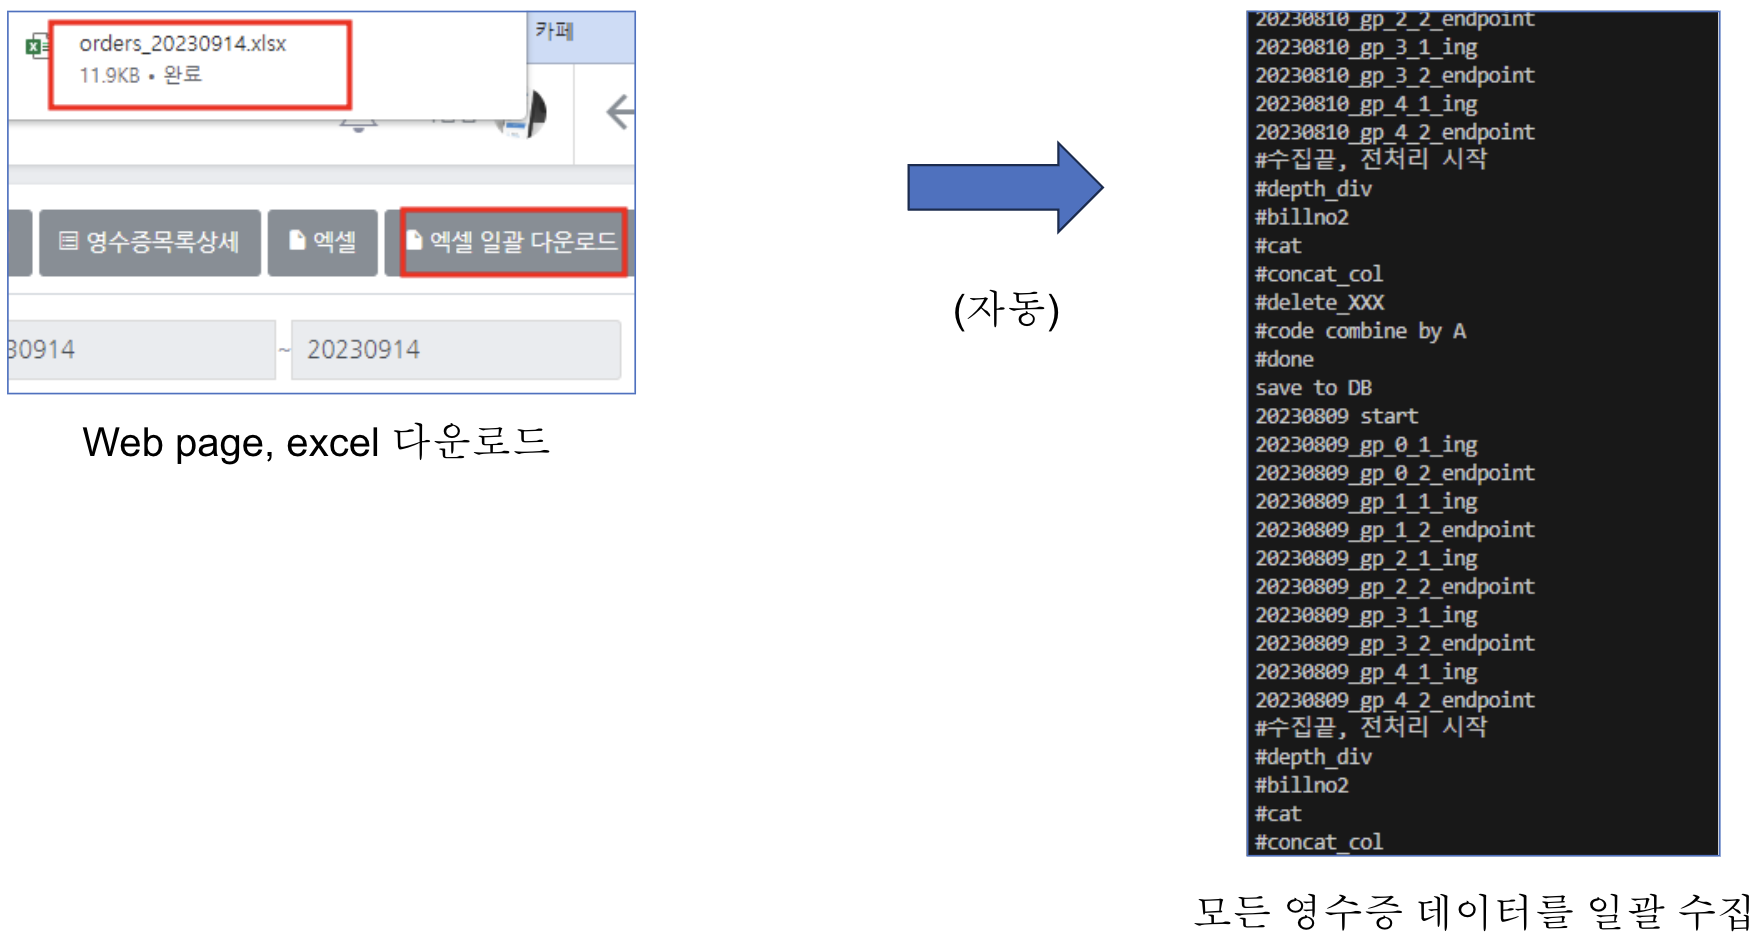 카페
orders_20230914.xlsx
11.9KB • 완료
영수증목록상세
엑셀
엑셀 일괄 다운로드
30914 ~ 20230914
Web page, excel 다운로드
(자동)
20230810_gp_2_2_endpoint
20230810_gp_3_1_ing
20230810_gp_3_2_endpoint
20230810_gp_4_1_ing
20230810_gp_4_2_endpoint
#수집끝, 전처리 시작
#depth_div
#billno2
#cat
#concat_col
#delete_XXX
#code combine by A
#done
save to DB
20230809 start
20230809_gp_0_1_ing
20230809_gp_0_2_endpoint
20230809_gp_1_1_ing
20230809_gp_1_2_endpoint
20230809_gp_2_1_ing
20230809_gp_2_2_endpoint
20230809_gp_3_1_ing
20230809_gp_3_2_endpoint
20230809_gp_4_1_ing
20230809_gp_4_2_endpoint
#수집끝, 전처리 시작
#depth_div
#billno2
#cat
#concat_col
모든 영수증 데이터를 일괄 수집